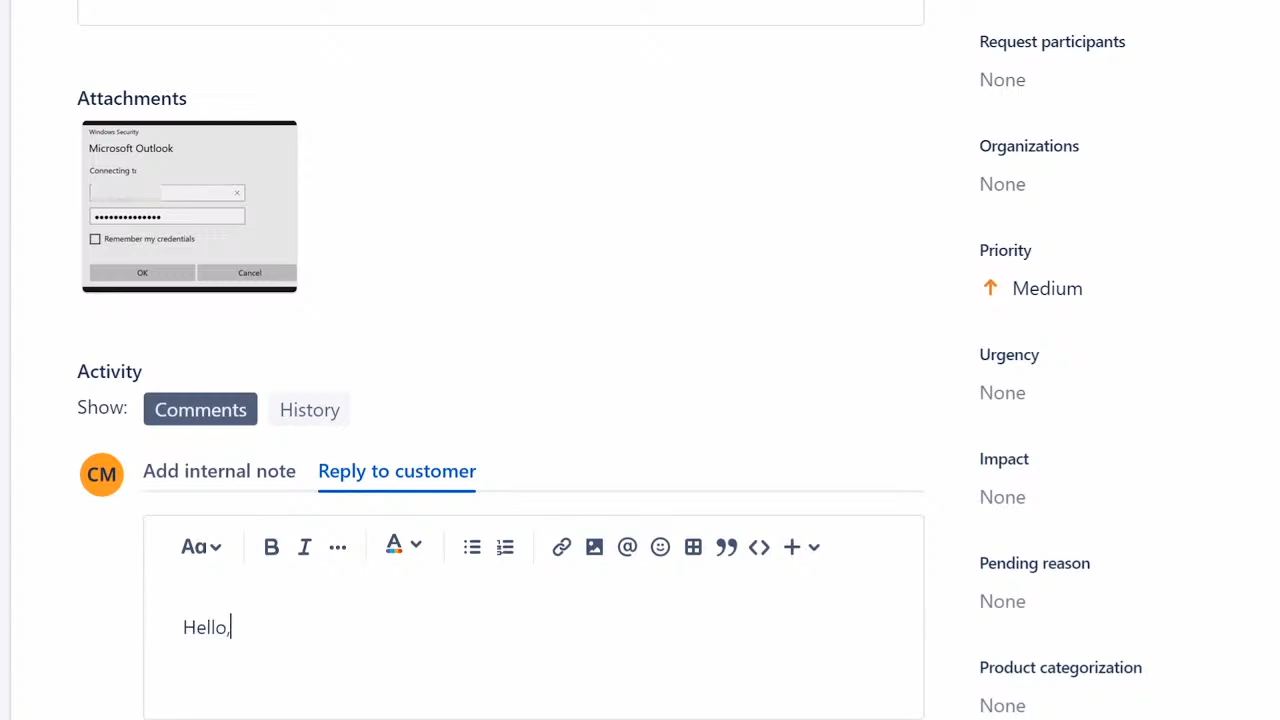 Attachments
Windows Security
Microsoft Outlook
Connecting to
Remember my credentials
OK
Cancel
Activity
Show:
Comments
History
CM
Add internal note
Reply to customer
Aa
B
I
A
Hello,
Request participants
None
Organizations
None
Priority
Medium
Urgency
None
Impact
None
Pending reason
None
Product categorization
None